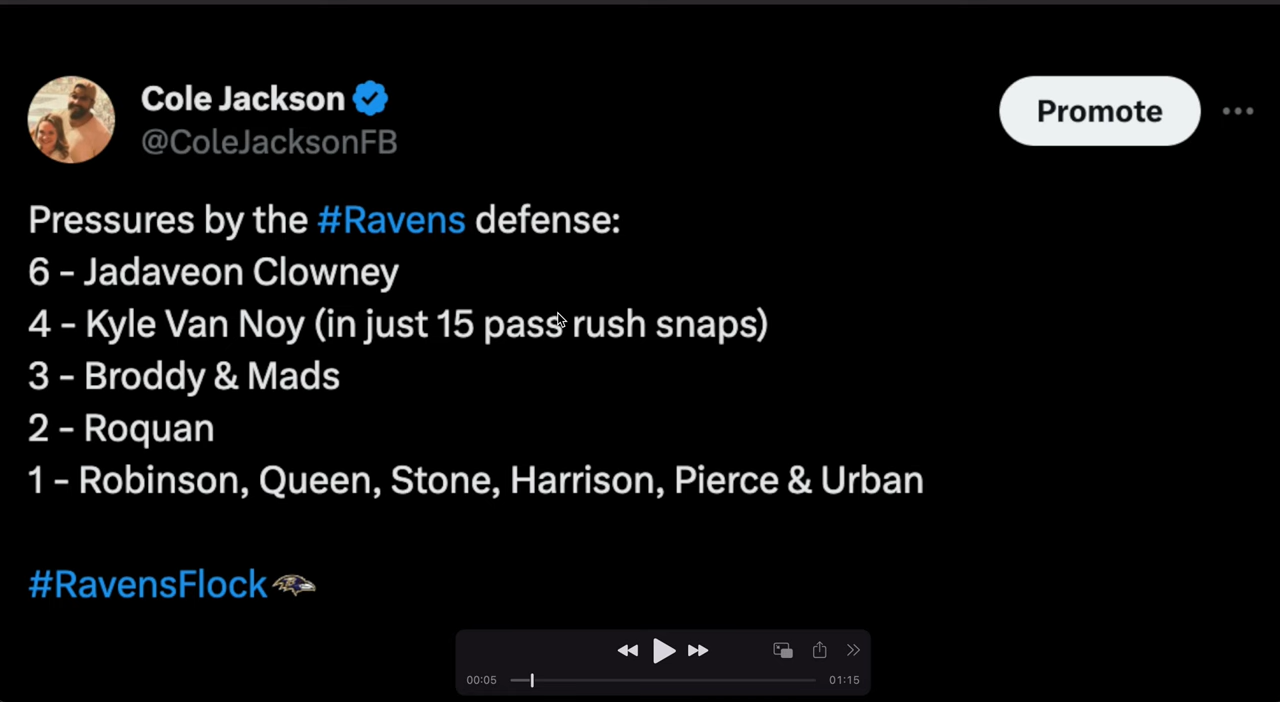 Cole Jackson
Promote
@ColeJacksonFB
Pressures by the #Ravens defense:
6 - Jadaveon Clowney
4 - Kyle Van Noy (in just 15 pass rush snaps)
3 - Broddy & Mads
2 - Roquan
1 - Robinson, Queen, Stone, Harrison, Pierce & Urban
#RavensFlock
00:05
01:15